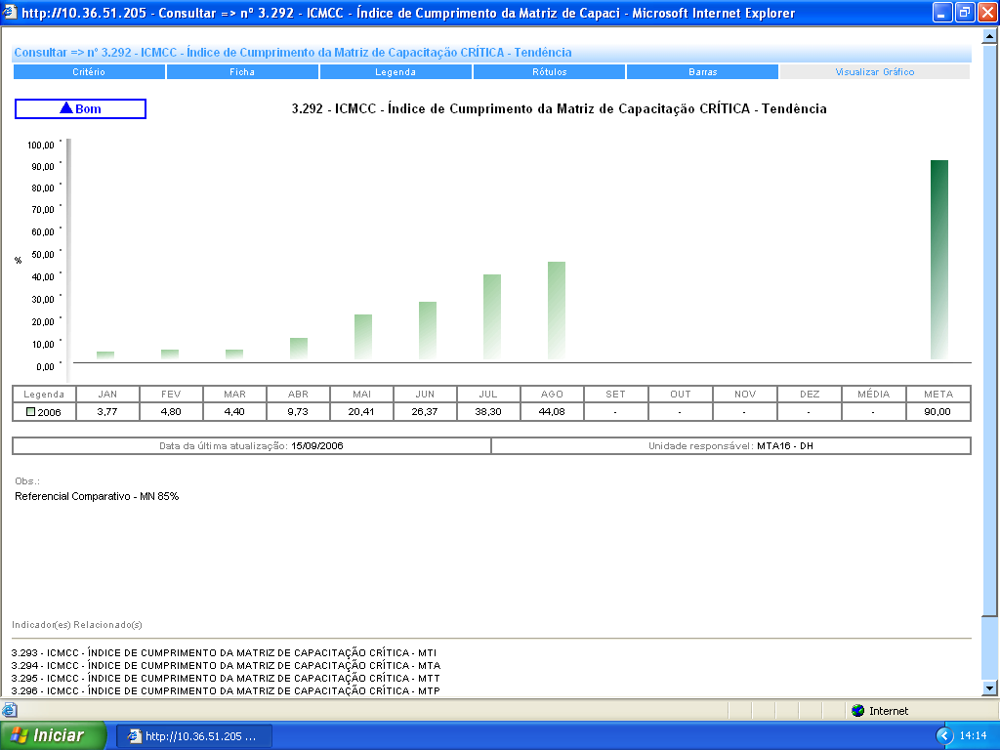 http://10.36.51.205 - Consultar => nº 3.292 - ICMCC - Índice de Cumprimento da Matriz de Capaci - Microsoft Internet Explorer
Consultar => nº 3.292 - ICMCC - Índice de Cumprimento da Matriz de Capacitação CRÍTICA - Tendência
Critério Ficha Legenda Rótulos Barras Visualizar Gráfico
Bom
3.292 - ICMCC - Índice de Cumprimento da Matriz de Capacitação CRÍTICA - Tendência
100,00
90,00
80,00
70,00
60,00
50,00
%
40,00
30,00
20,00
10,00
0,00
Legenda JAN FEV MAR ABR MAI JUN JUL AGO SET OUT NOV DEZ MÉDIA META
2006 3,77 4,80 4,40 9,73 20,41 26,37 38,30 44,08 - - - - - 90,00
Data da última atualização: 15/09/2006 Unidade responsável: MTA16 - DH
Obs.:
Referencial Comparativo - MN 85%
Indicador(es) Relacionado(s)
3.293 - ICMCC - ÍNDICE DE CUMPRIMENTO DA MATRIZ DE CAPACITAÇÃO CRÍTICA - MTI
3.294 - ICMCC - ÍNDICE DE CUMPRIMENTO DA MATRIZ DE CAPACITAÇÃO CRÍTICA - MTA
3.295 - ICMCC - ÍNDICE DE CUMPRIMENTO DA MATRIZ DE CAPACITAÇÃO CRÍTICA - MTT
3.296 - ICMCC - ÍNDICE DE CUMPRIMENTO DA MATRIZ DE CAPACITAÇÃO CRÍTICA - MTP
Internet
Iniciar http://10.36.51.205 ... 14:14